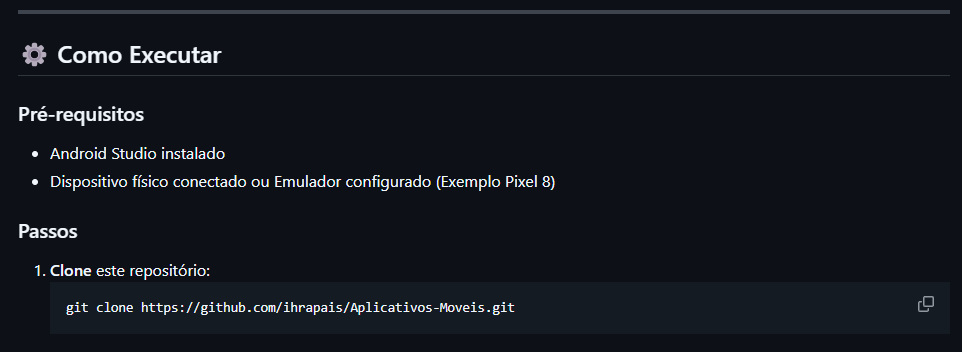 Como Executar
Pré-requisitos
Android Studio instalado
Dispositivo físico conectado ou Emulador configurado (Exemplo Pixel 8)
Passos
1. Clone este repositório:
git clone https://github.com/ihrapais/Aplicativos-Moveis.git